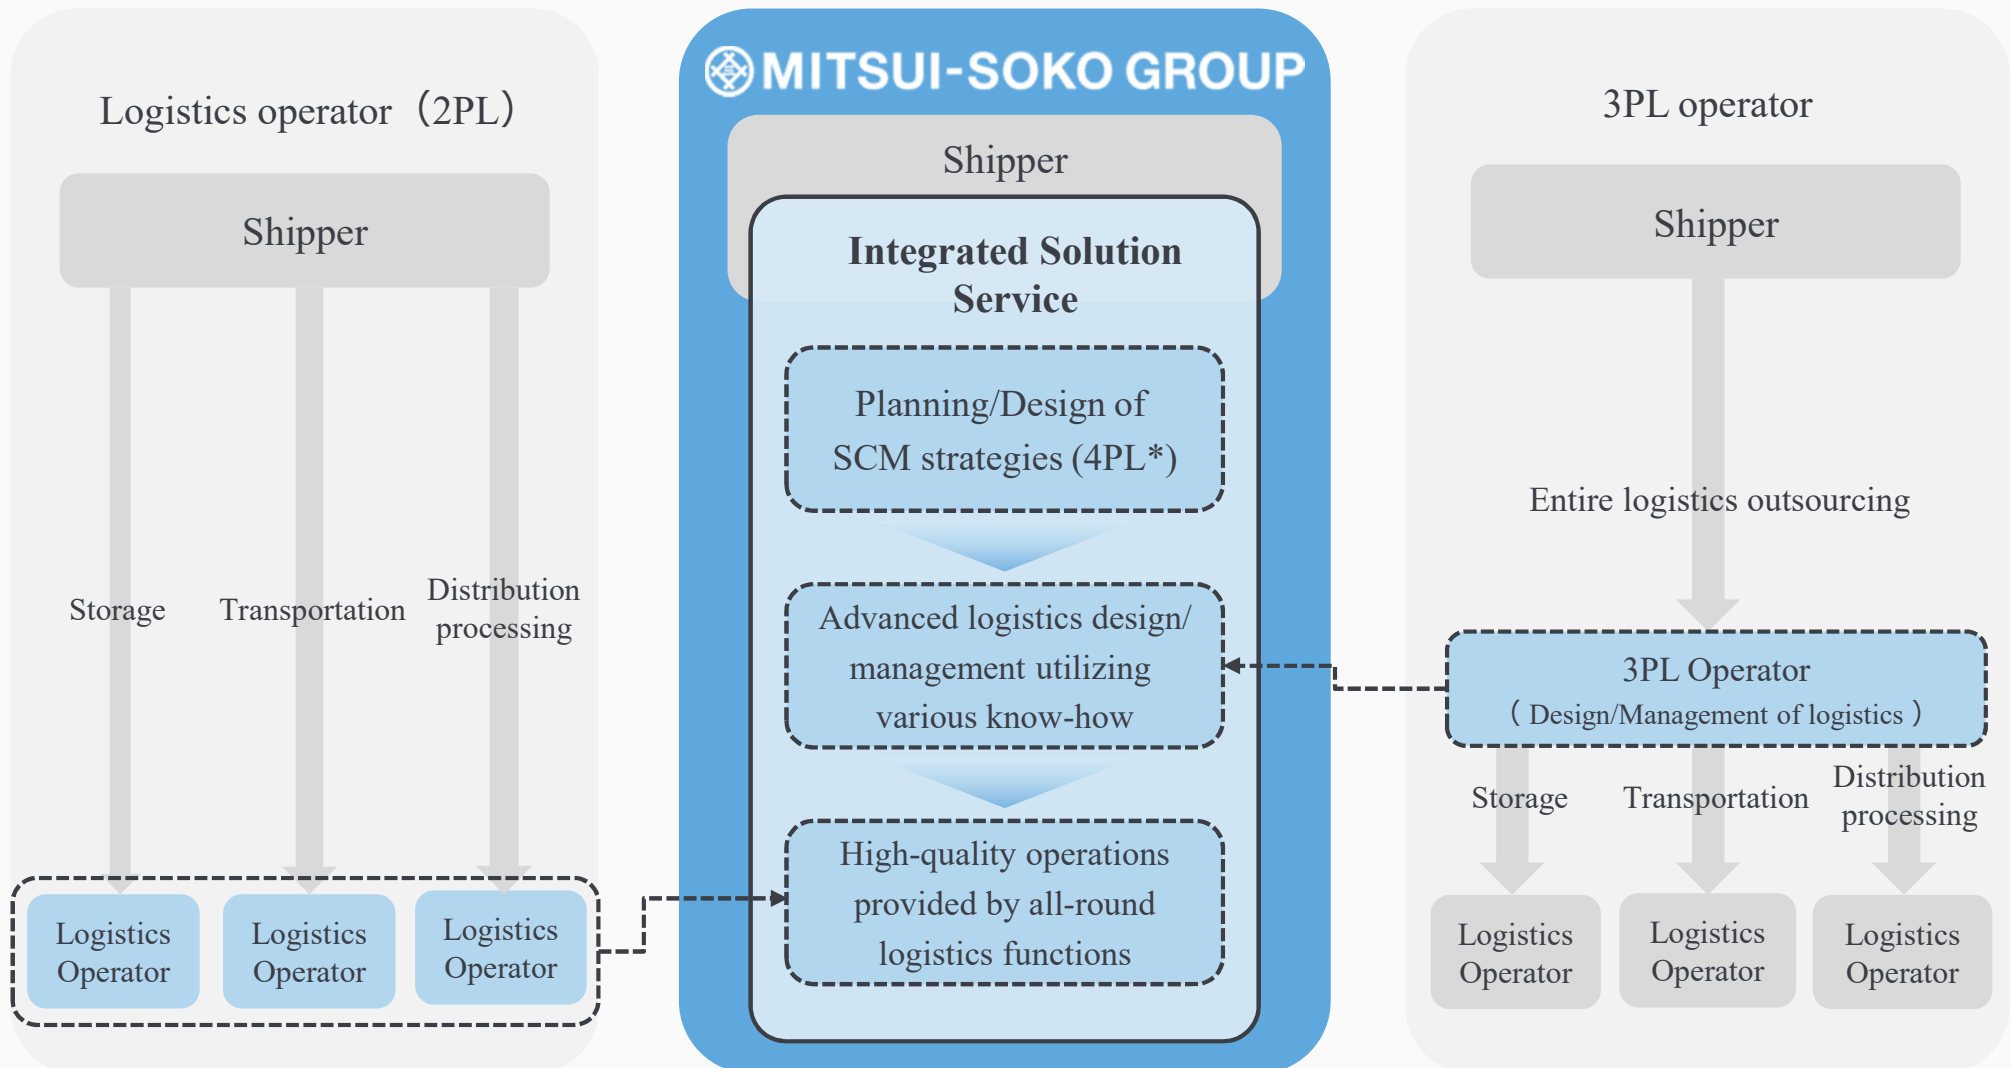 Logistics operator（2PL）
Shipper
Storage
Transportation
Distribution
processing
Logistics
Operator
Logistics
Operator
Logistics
Operator
MITSUI-SOKO GROUP
Shipper
Integrated Solution
Service
Planning/Design of
SCM strategies (4PL*)
Advanced logistics design/
management utilizing
various know-how
High-quality operations
provided by all-round
logistics functions
3PL operator
Shipper
Entire logistics outsourcing
3PL Operator
（ Design/Management of logistics ）
Storage
Transportation
Distribution
processing
Logistics
Operator
Logistics
Operator
Logistics
Operator